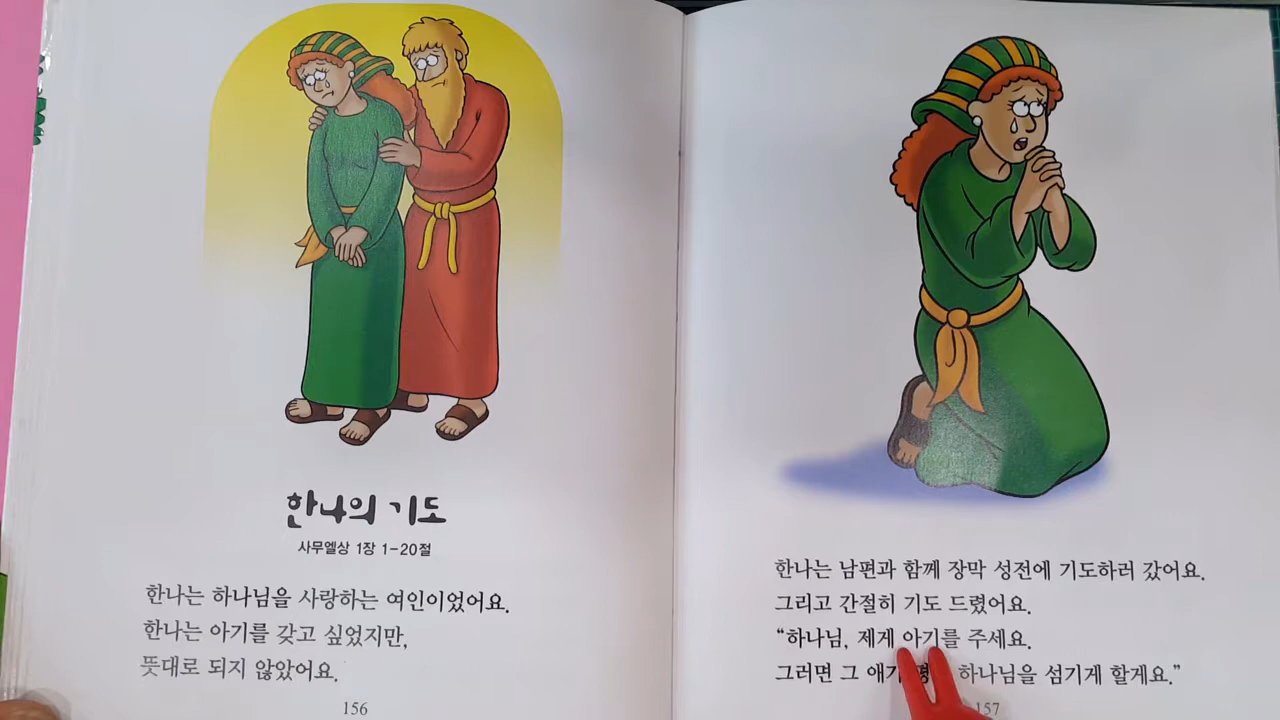 한나의 기도
사무엘상 1장 1-20절
한나는 하나님을 사랑하는 여인이었어요.
한나는 아기를 갖고 싶었지만,
뜻대로 되지 않았어요.
156
한나는 남편과 함께 장막 성전에 기도하러 갔어요.
그리고 간절히 기도 드렸어요.
“하나님, 제게 아기를 주세요.
그러면 그 하나님을 섬기게 할게요.”
157